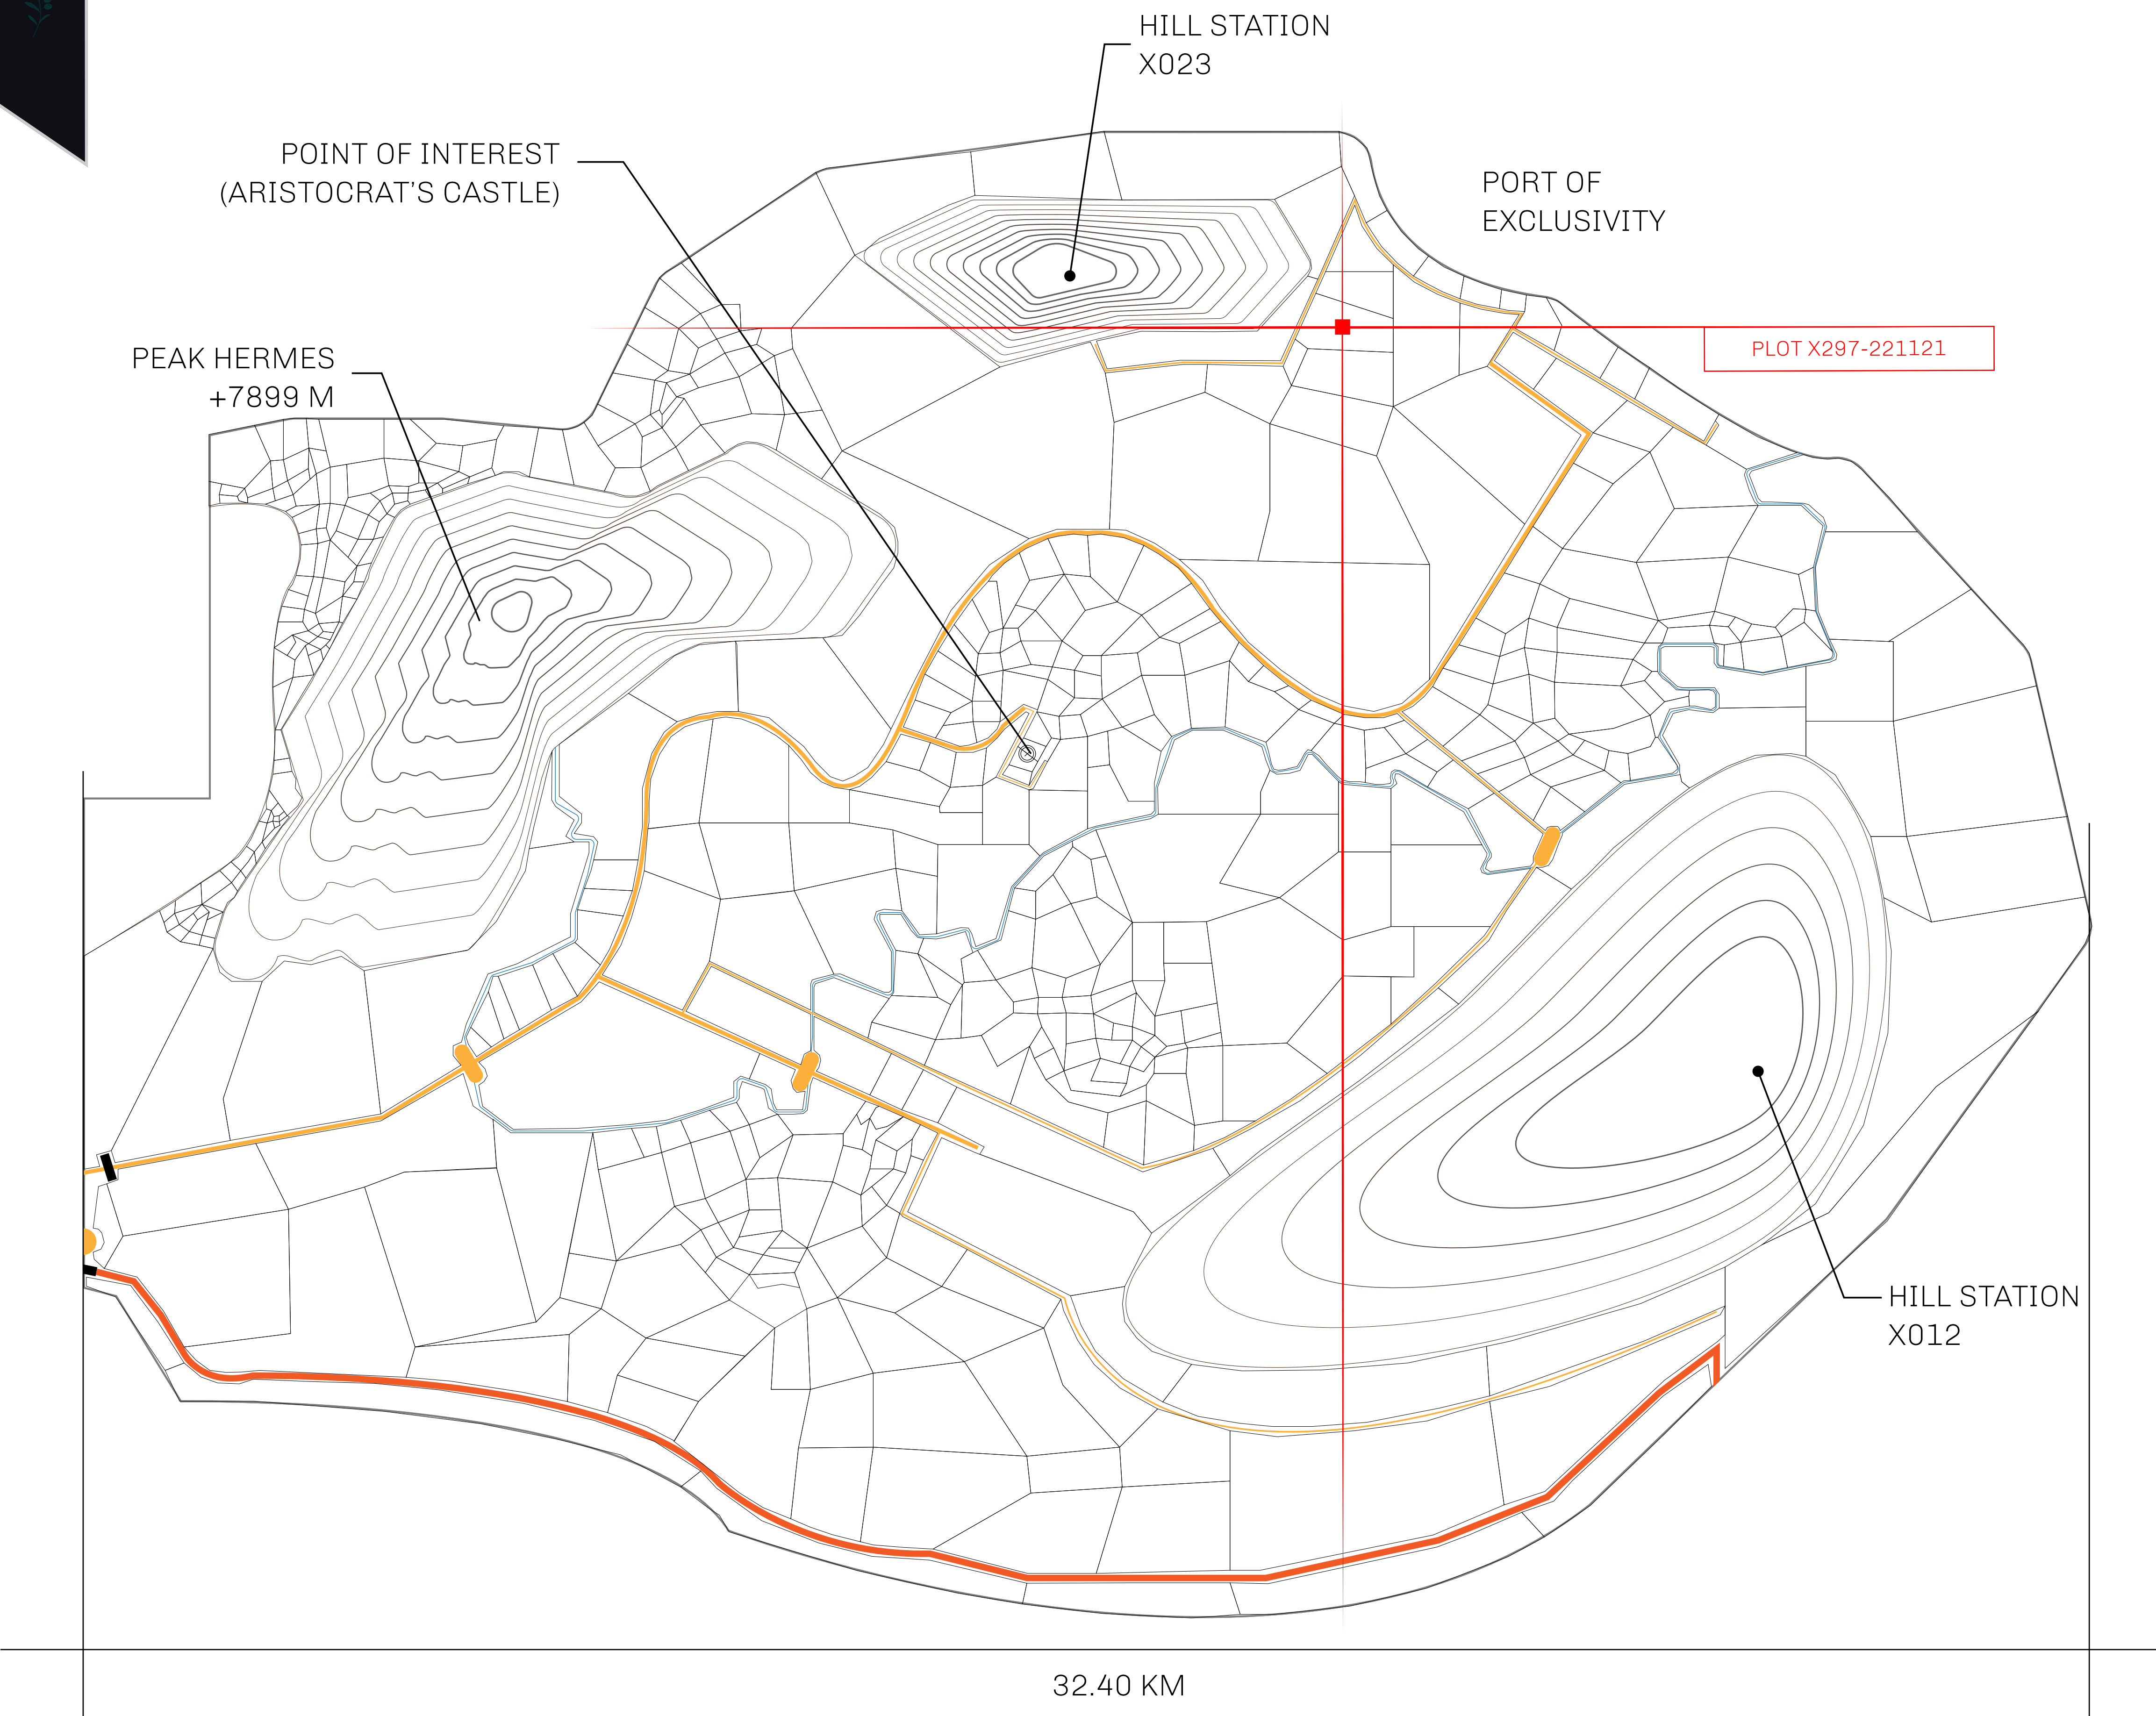 HILL STATION
X023
POINT OF INTEREST
(ARISTOCRAT'S CASTLE)
PORT OF
EXCLUSIVITY
PEAK HERMES
+7899 M
PLOT X297-221121
HILL STATION
X012
32.40 KM